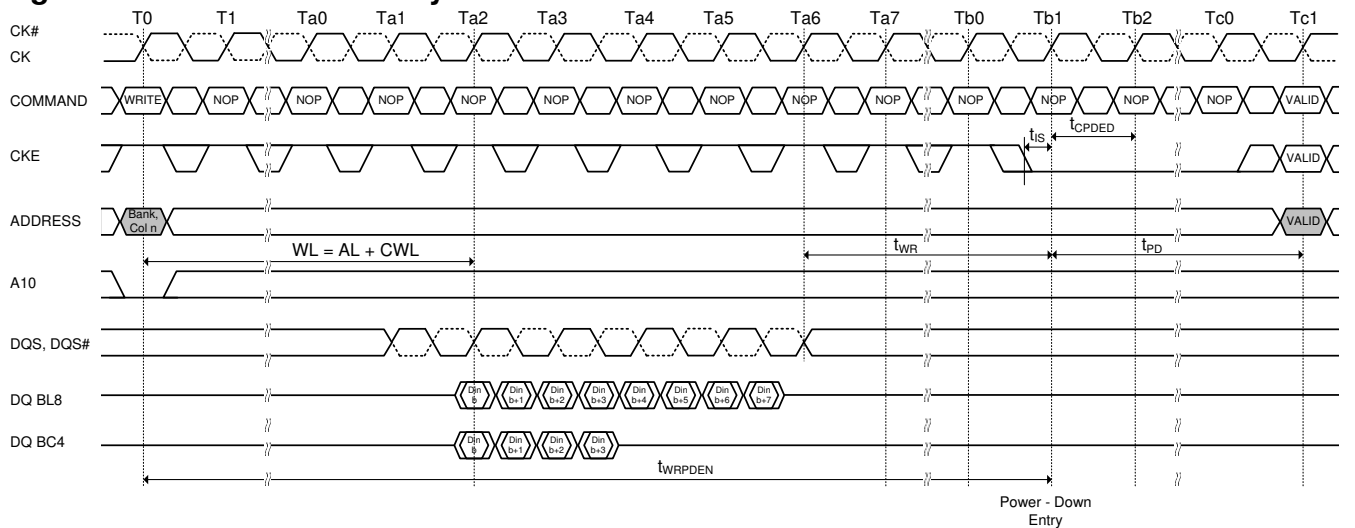 T0 T1 Ta0 Ta1 Ta2 Ta3 Ta4 Ta5 Ta6 Ta7 Tb0 Tb1 Tb2 Tc0 Tc1
CK#
CK
COMMAND WRITE NOP NOP NOP NOP NOP NOP NOP NOP NOP NOP NOP NOP NOP VALID
tIS tCPDED
CKE VALID
ADDRESS Bank, Col n VALID
WL = AL + CWL tWR tPD
A10
DQS, DQS#
DQ BL8 Din b Din b+1 Din b+2 Din b+3 Din b+4 Din b+5 Din b+6 Din b+7
DQ BC4 Din b Din b+1 Din b+2 Din b+3
tWRPDEN
Power - Down
Entry